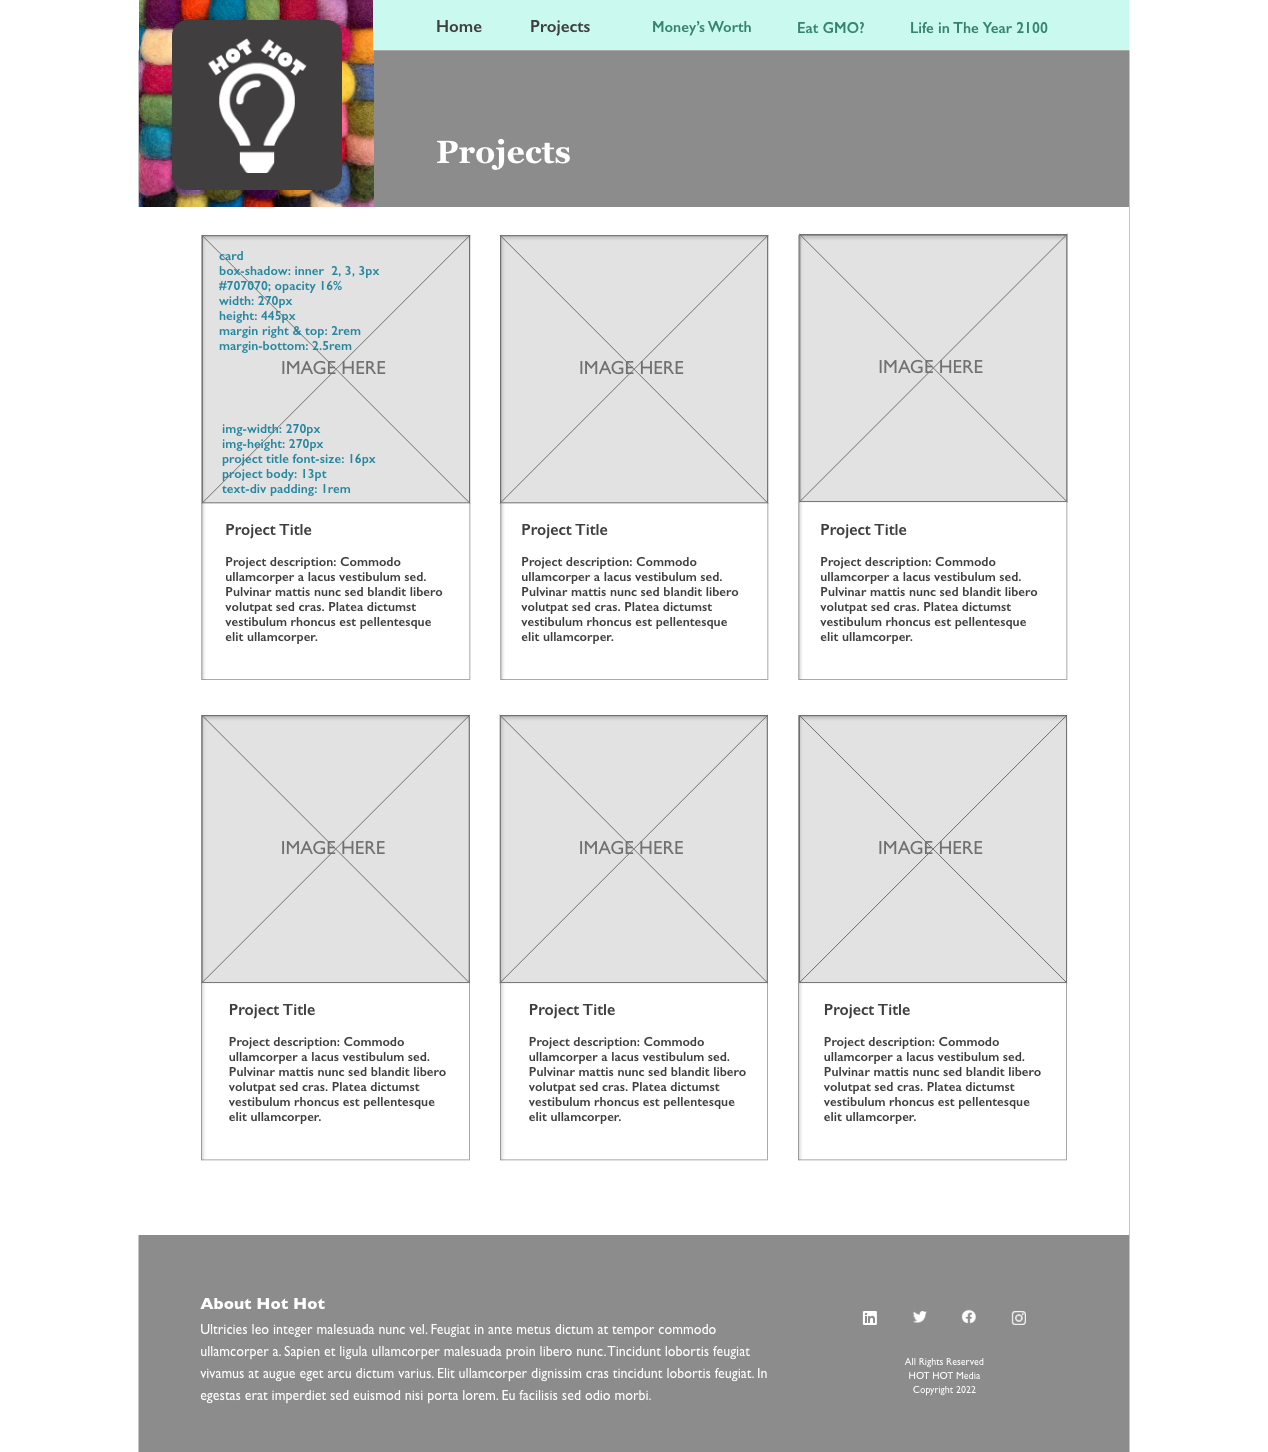 HOT HOT
Home Projects Money's Worth Eat GMO? Life in The Year 2100
Projects
card
box-shadow: inner 2, 3, 3px
#707070; opacity 16%
width: 270px
height: 445px
margin right & top: 2rem
margin-bottom: 2.5rem
IMAGE HERE
img-width: 270px
img-height: 270px
project title font-size: 16px
project body: 13pt
text-div padding: 1rem
Project Title
Project description: Commodo
ullamcorper a lacus vestibulum sed.
Pulvinar mattis nunc sed blandit libero
volutpat sed cras. Platea dictumst
vestibulum rhoncus est pellentesque
elit ullamcorper.
IMAGE HERE
Project Title
Project description: Commodo
ullamcorper a lacus vestibulum sed.
Pulvinar mattis nunc sed blandit libero
volutpat sed cras. Platea dictumst
vestibulum rhoncus est pellentesque
elit ullamcorper.
IMAGE HERE
Project Title
Project description: Commodo
ullamcorper a lacus vestibulum sed.
Pulvinar mattis nunc sed blandit libero
volutpat sed cras. Platea dictumst
vestibulum rhoncus est pellentesque
elit ullamcorper.
IMAGE HERE
Project Title
Project description: Commodo
ullamcorper a lacus vestibulum sed.
Pulvinar mattis nunc sed blandit libero
volutpat sed cras. Platea dictumst
vestibulum rhoncus est pellentesque
elit ullamcorper.
IMAGE HERE
Project Title
Project description: Commodo
ullamcorper a lacus vestibulum sed.
Pulvinar mattis nunc sed blandit libero
volutpat sed cras. Platea dictumst
vestibulum rhoncus est pellentesque
elit ullamcorper.
IMAGE HERE
Project Title
Project description: Commodo
ullamcorper a lacus vestibulum sed.
Pulvinar mattis nunc sed blandit libero
volutpat sed cras. Platea dictumst
vestibulum rhoncus est pellentesque
elit ullamcorper.
About Hot Hot
Ultricies leo integer malesuada nunc vel. Feugiat in ante metus dictum at tempor commodo
ullamcorper a. Sapien et ligula ullamcorper malesuada proin libero nunc. Tincidunt lobortis feugiat
vivamus at augue eget arcu dictum varius. Elit ullamcorper dignissim cras tincidunt lobortis feugiat. In
egestas erat imperdiet sed euismod nisi porta lorem. Eu facilisis sed odio morbi.
All Rights Reserved
HOT HOT Media
Copyright 2022